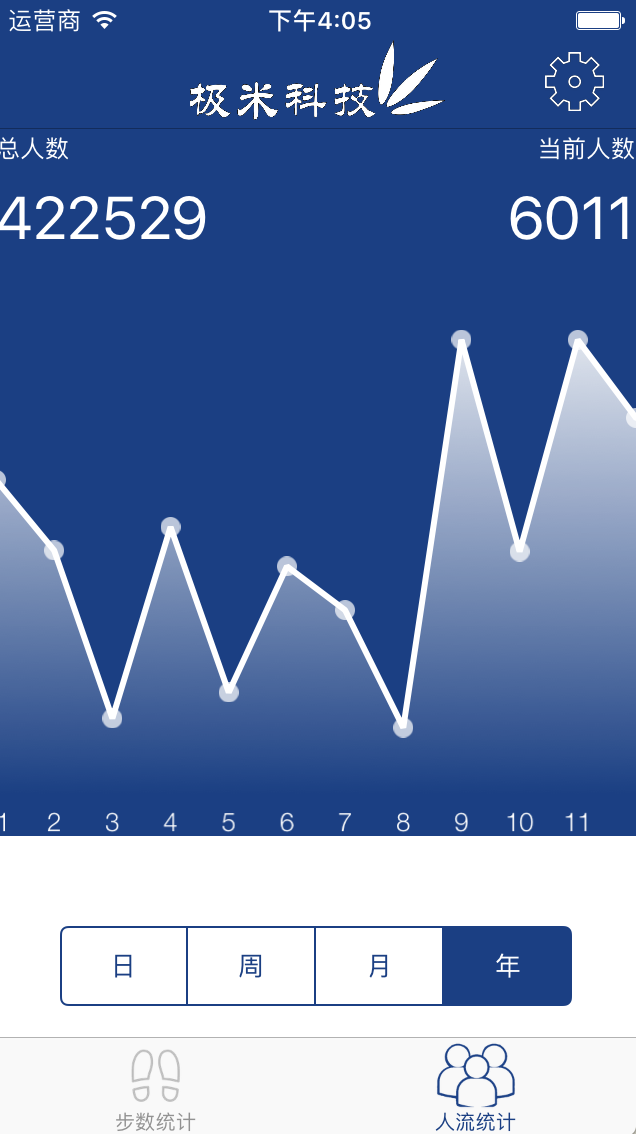 运营商 下午4:05
极米科技
总人数 当前人数
422529 6011
1 2 3 4 5 6 7 8 9 10 11
日 周 月 年
步数统计 人流统计